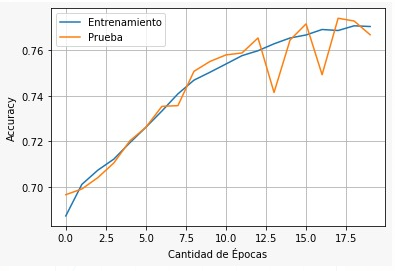 Entrenamiento
Prueba
0.76
0.74
0.72
0.70
Accuracy
0.0 2.5 5.0 7.5 10.0 12.5 15.0 17.5
Cantidad de Épocas